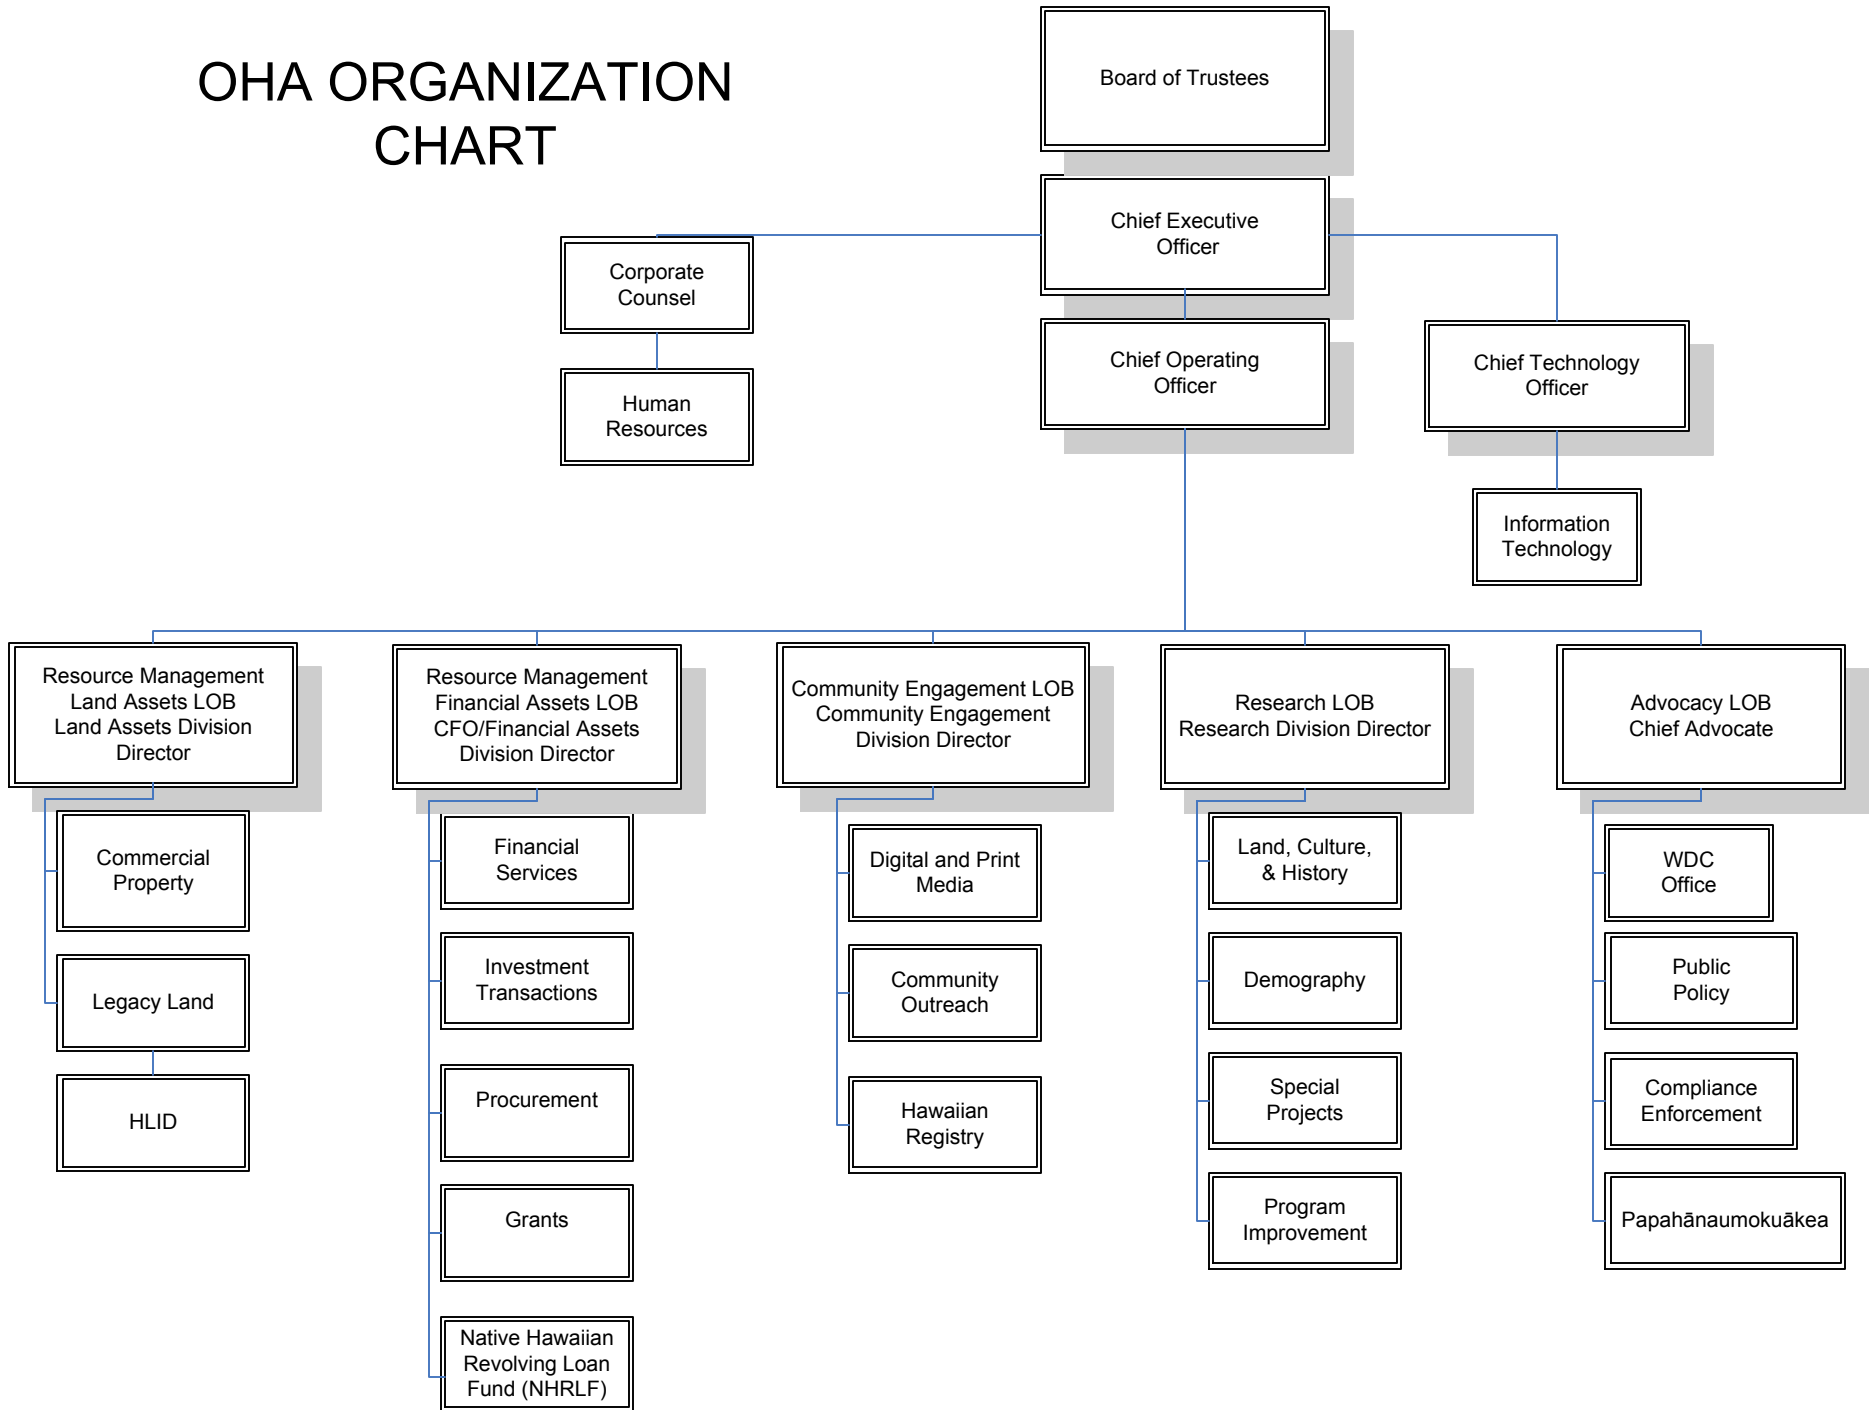 OHA ORGANIZATION
CHART
Board of Trustees
Chief Executive
Officer
Corporate
Counsel
Human
Resources
Chief Operating
Officer
Chief Technology
Officer
Information
Technology
Resource Management
Land Assets LOB
Land Assets Division
Director
Resource Management
Financial Assets LOB
CFO/Financial Assets
Division Director
Community Engagement LOB
Community Engagement
Division Director
Research LOB
Research Division Director
Advocacy LOB
Chief Advocate
Commercial
Property
Legacy Land
HLID
Financial
Services
Investment
Transactions
Procurement
Grants
Native Hawaiian
Revolving Loan
Fund (NHRLF)
Digital and Print
Media
Community
Outreach
Hawaiian
Registry
Land, Culture,
& History
Demography
Special
Projects
Program
Improvement
WDC
Office
Public
Policy
Compliance
Enforcement
Papahānaumokuākea